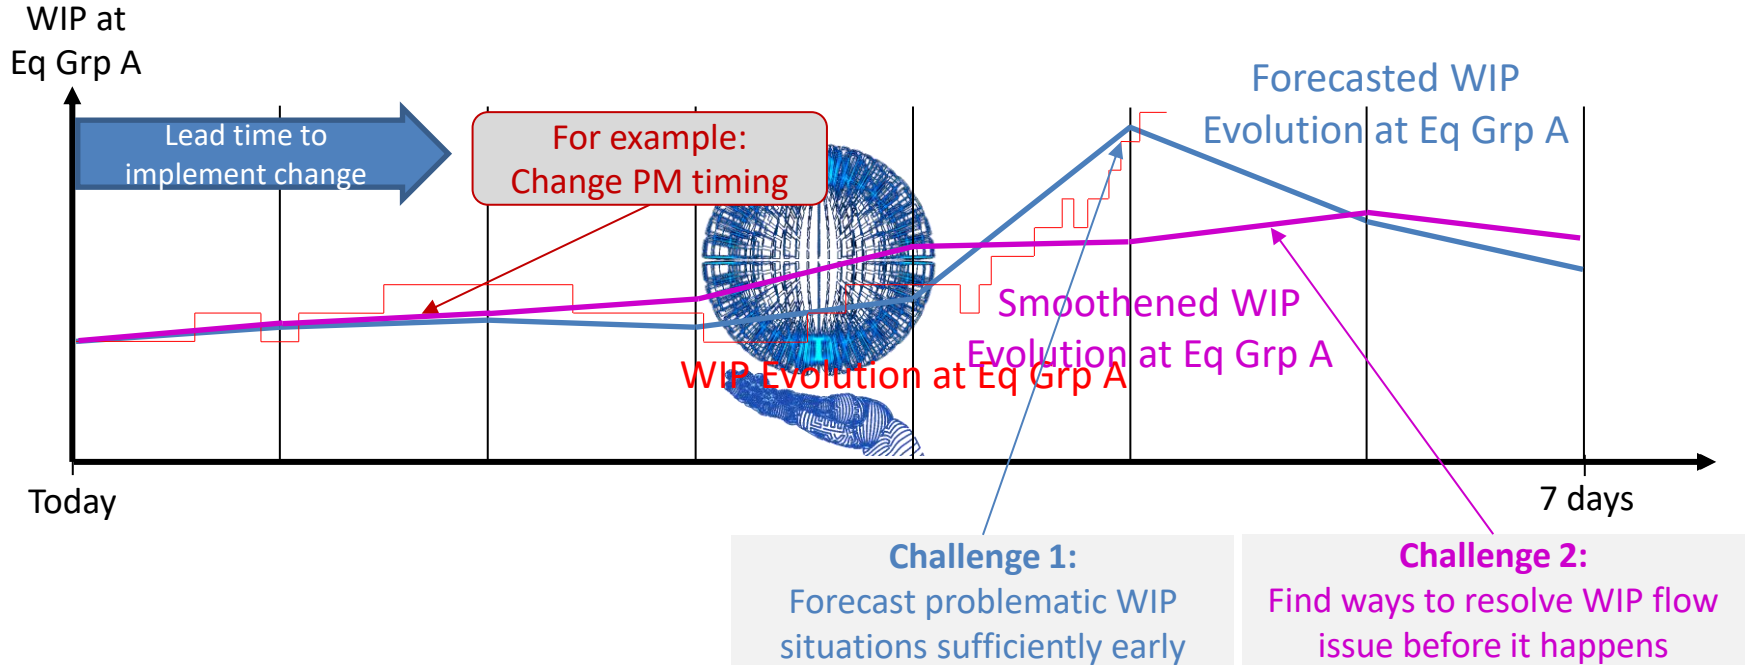 WIP at
Eq Grp A
Forecasted WIP
Evolution at Eq Grp A
Lead time to
implement change
For example:
Change PM timing
Smoothened WIP
Evolution at Eq Grp A
WIP Evolution at Eq Grp A
Today
7 days
Challenge 1:
Forecast problematic WIP
situations sufficiently early
Challenge 2:
Find ways to resolve WIP flow
issue before it happens